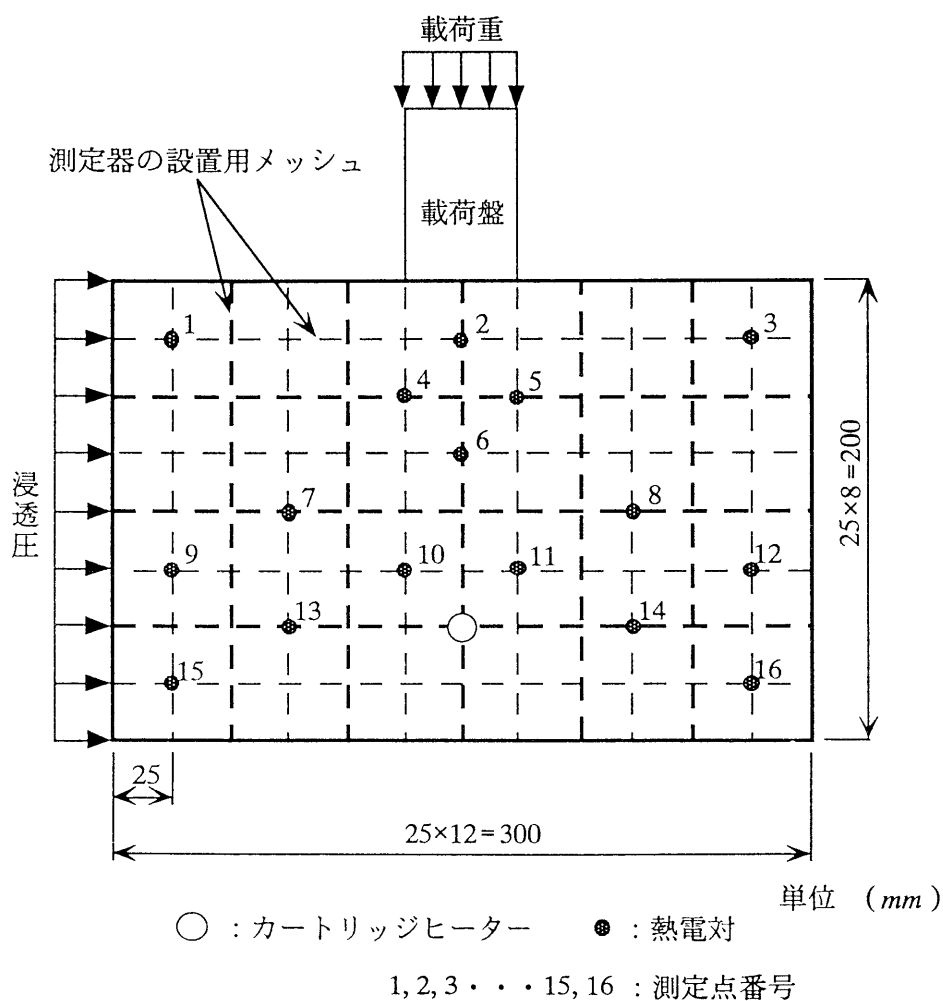 載荷重
測定器の設置用メッシュ
載荷盤
1
2
3
4
5
6
7
8
9
10
11
12
13
14
15
16
浸透圧
25×8=200
25
25×12=300
単位 (mm)
○ : カートリッジヒーター ● : 熱電対
1, 2, 3・・・15, 16 : 測定点番号